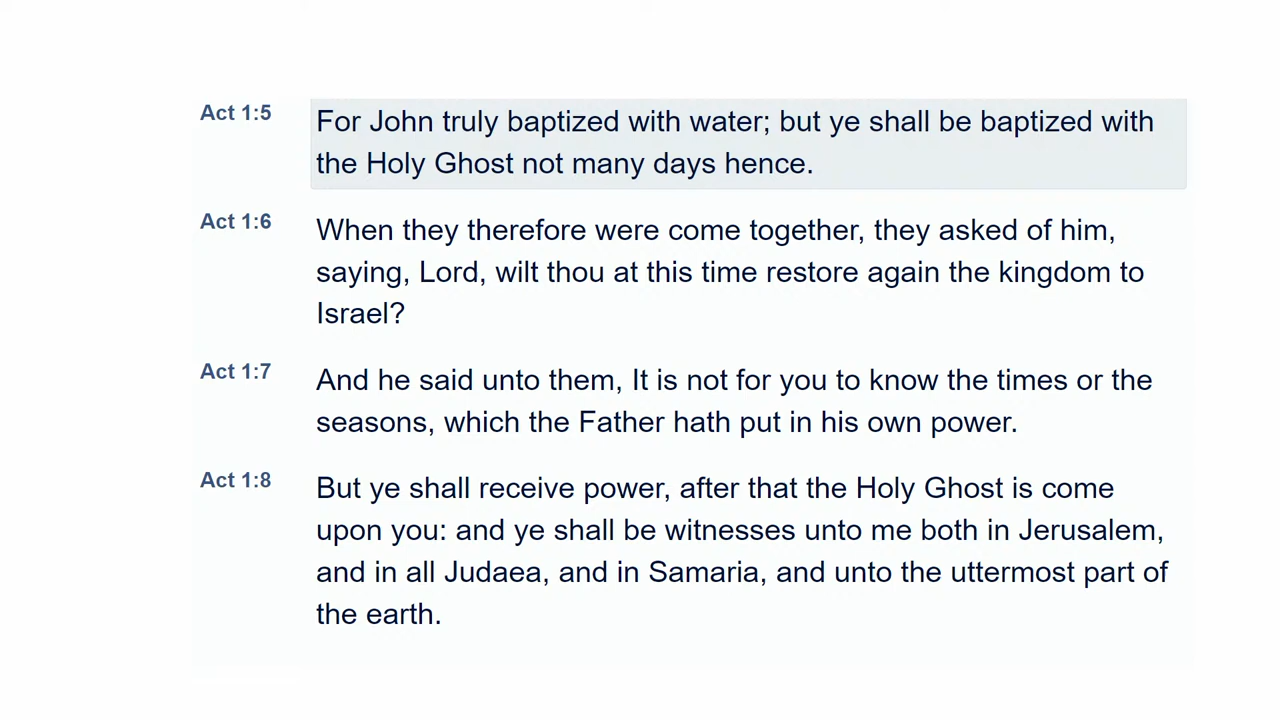 Act 1:5
For John truly baptized with water; but ye shall be baptized with
the Holy Ghost not many days hence.
Act 1:6
When they therefore were come together, they asked of him,
saying, Lord, wilt thou at this time restore again the kingdom to
Israel?
Act 1:7
And he said unto them, It is not for you to know the times or the
seasons, which the Father hath put in his own power.
Act 1:8
But ye shall receive power, after that the Holy Ghost is come
upon you: and ye shall be witnesses unto me both in Jerusalem,
and in all Judaea, and in Samaria, and unto the uttermost part of
the earth.